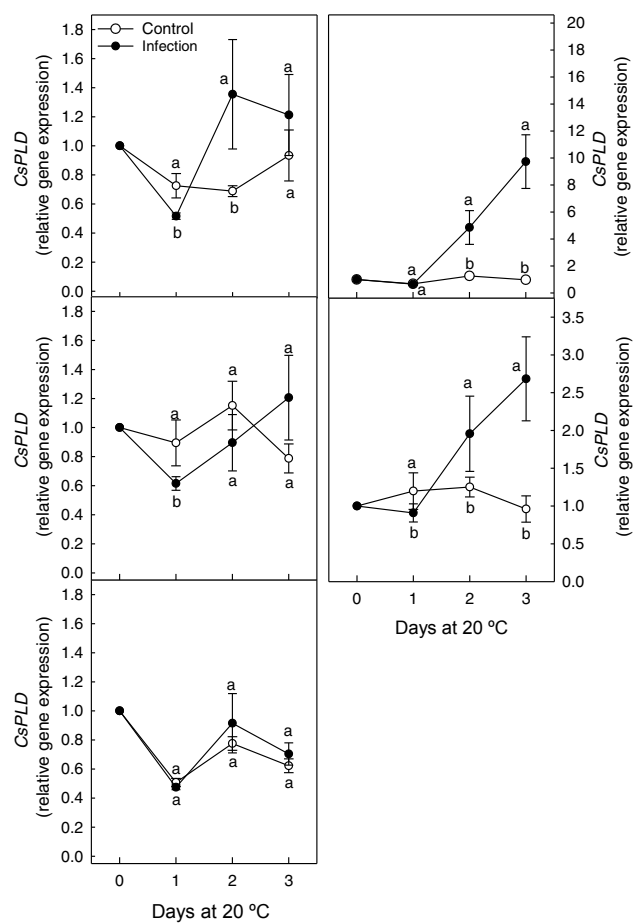 Control
Infection
CsPLD
(relative gene expression)
1.8
1.6
1.4
1.2
1.0
0.8
0.6
0.4
0.2
0.0
a
b
a
b
a
a
CsPLD
(relative gene expression)
20
18
16
14
12
10
8
6
4
2
0
a
a
a
b
a
b
CsPLD
(relative gene expression)
1.8
1.6
1.4
1.2
1.0
0.8
0.6
0.4
0.2
0.0
a
b
a
a
a
a
CsPLD
(relative gene expression)
3.5
3.0
2.5
2.0
1.5
1.0
0.5
0.0
a
b
a
b
a
b
0 1 2 3
Days at 20 ºC
CsPLD
(relative gene expression)
1.8
1.6
1.4
1.2
1.0
0.8
0.6
0.4
0.2
0.0
a
a
a
a
a
a
0 1 2 3
Days at 20 ºC